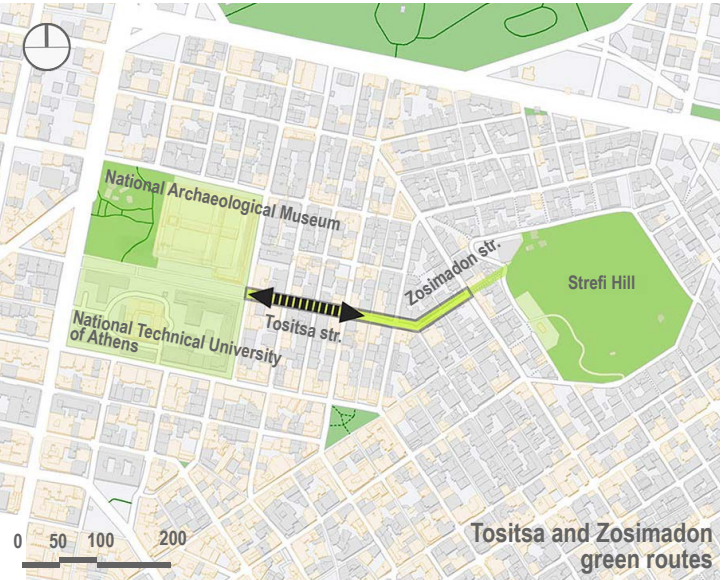 National Archaeological Museum
Zosimadon str.
Strefi Hill
Tositsa str.
National Technical University
of Athens
0 50 100 200
Tositsa and Zosimadon
green routes